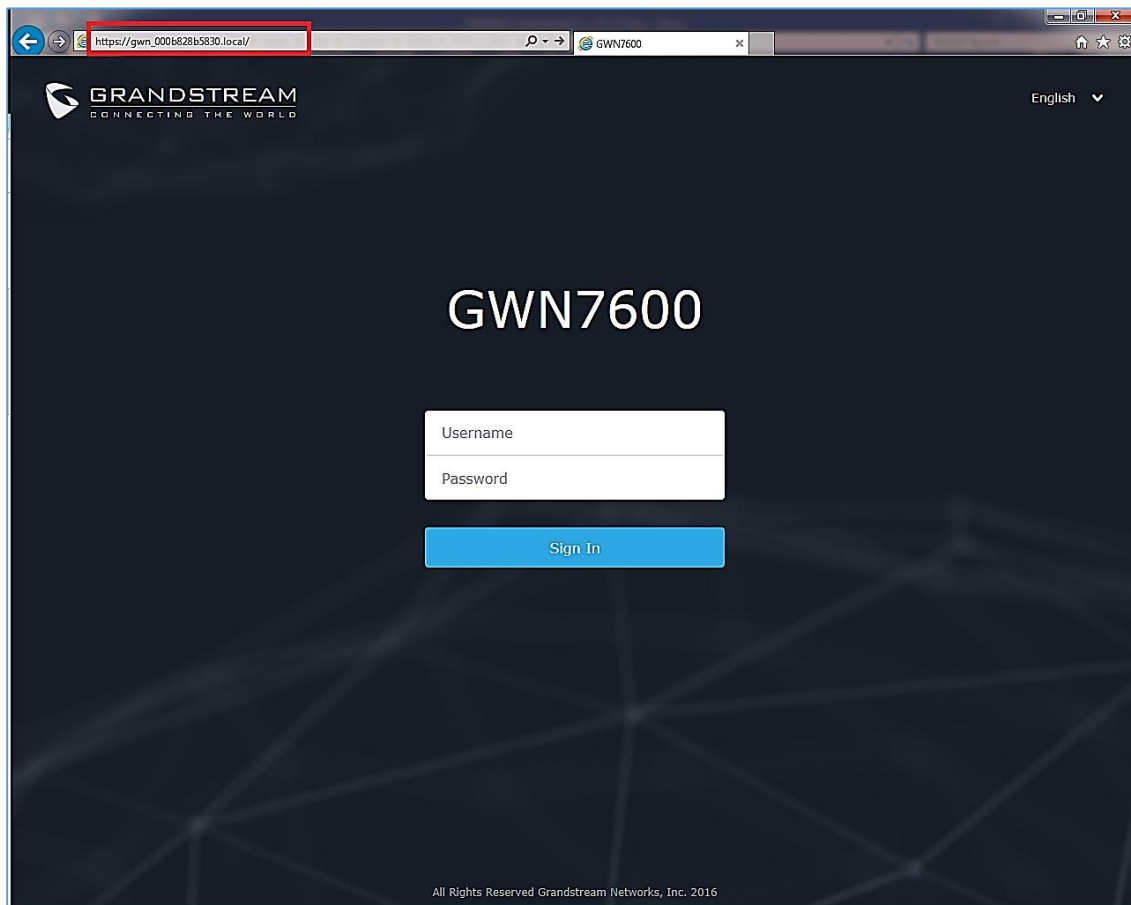 https://gwn_000b828b5830.local/
GWN7600
GRANDSTREAM
CONNECTING THE WORLD
English
GWN7600
Username
Password
Sign In
All Rights Reserved Grandstream Networks, Inc. 2016